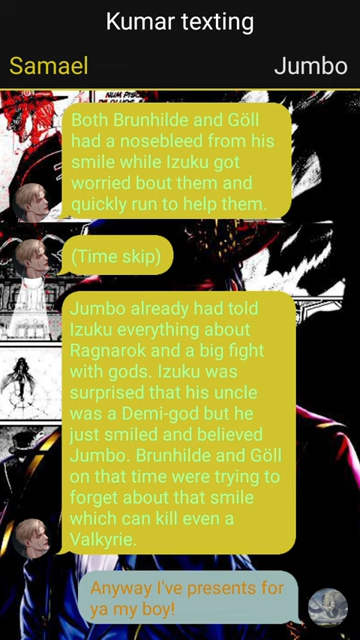 Kumar texting
Samael
Jumbo
Both Brunhilde and Göll
had a nosebleed from his
smile while Izuku got
worried bout them and
quickly run to help them.
(Time skip)
Jumbo already had told
Izuku everything about
Ragnarok and a big fight
with gods. Izuku was
surprised that his uncle
was a Demi-god but he
just smiled and believed
Jumbo. Brunhilde and Göll
on that time were trying to
forget about that smile
which can kill even a
Valkyrie.
Anyway I've presents for
ya my boy!